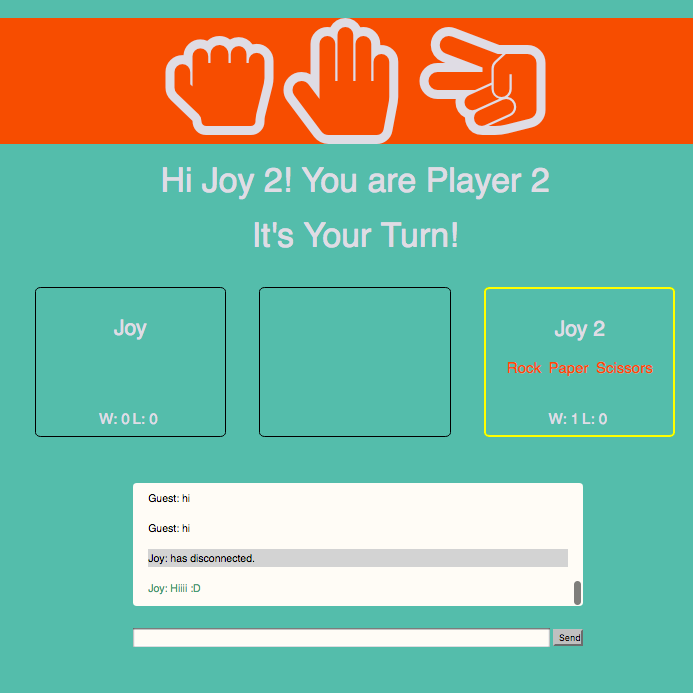 Hi Joy 2! You are Player 2
It's Your Turn!
Joy
W: 0 L: 0
Joy 2
Rock Paper Scissors
W: 1 L: 0
Guest: hi
Guest: hi
Joy: has disconnected.
Joy: Hiiii :D
Send